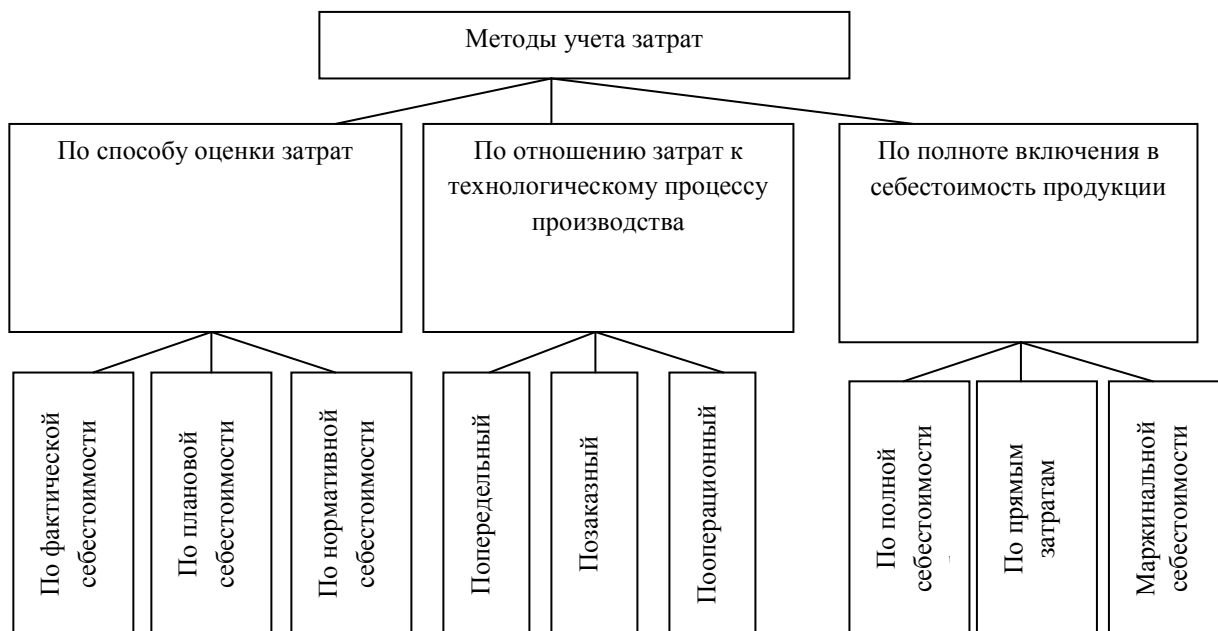 Методы учета затрат
По способу оценки затрат
По отношению затрат к
технологическому процессу
производства
По полноте включения в
себестоимость продукции
По фактической
себестоимости
По плановой
себестоимости
По нормативной
себестоимости
Попередельный
Позаказный
Пооперационный
По полной
себестоимости
По прямым
затратам
Маржинальной
себестоимости